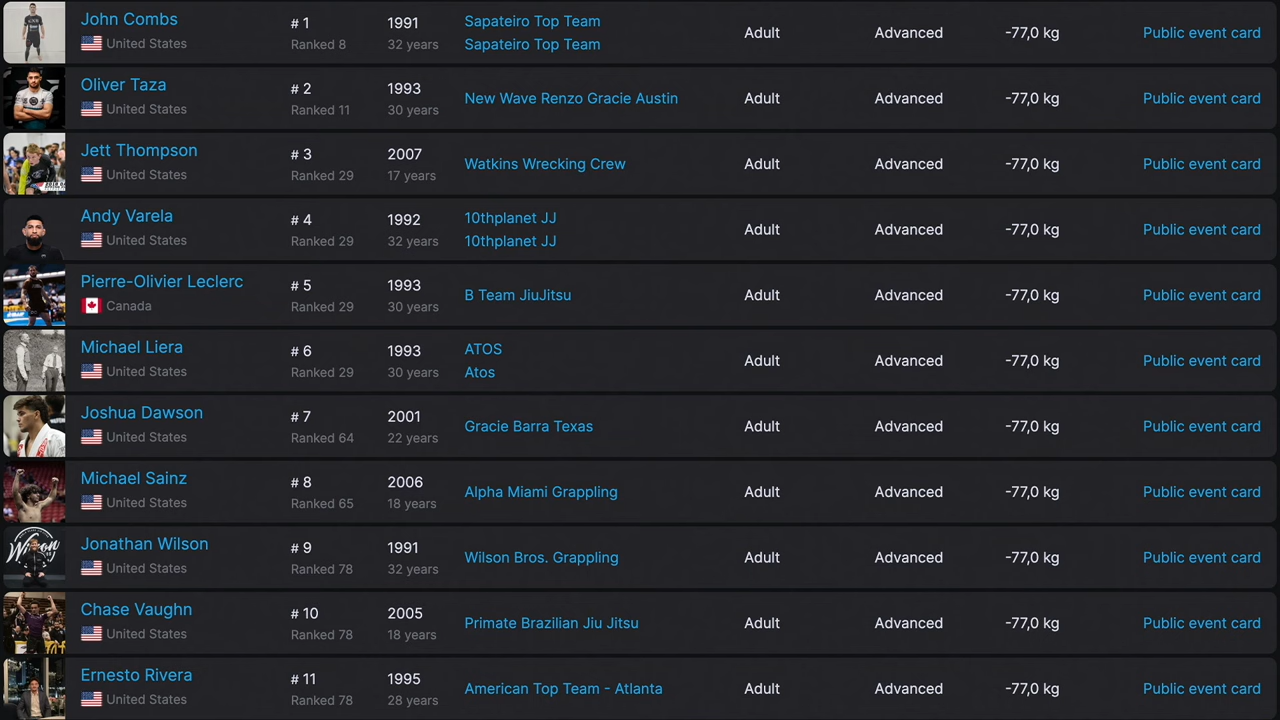 John Combs
United States
# 1
Ranked 8
1991
32 years
Sapateiro Top Team
Sapateiro Top Team
Adult
Advanced
-77,0 kg
Public event card
Oliver Taza
United States
# 2
Ranked 11
1993
30 years
New Wave Renzo Gracie Austin
Adult
Advanced
-77,0 kg
Public event card
Jett Thompson
United States
# 3
Ranked 29
2007
17 years
Watkins Wrecking Crew
Adult
Advanced
-77,0 kg
Public event card
Andy Varela
United States
# 4
Ranked 29
1992
32 years
10thplanet JJ
10thplanet JJ
Adult
Advanced
-77,0 kg
Public event card
Pierre-Olivier Leclerc
Canada
# 5
Ranked 29
1993
30 years
B Team JiuJitsu
Adult
Advanced
-77,0 kg
Public event card
Michael Liera
United States
# 6
Ranked 29
1993
30 years
ATOS
Atos
Adult
Advanced
-77,0 kg
Public event card
Joshua Dawson
United States
# 7
Ranked 64
2001
22 years
Gracie Barra Texas
Adult
Advanced
-77,0 kg
Public event card
Michael Sainz
United States
# 8
Ranked 65
2006
18 years
Alpha Miami Grappling
Adult
Advanced
-77,0 kg
Public event card
Wilson
Jonathan Wilson
United States
# 9
Ranked 78
1991
32 years
Wilson Bros. Grappling
Adult
Advanced
-77,0 kg
Public event card
Chase Vaughn
United States
# 10
Ranked 78
2005
18 years
Primate Brazilian Jiu Jitsu
Adult
Advanced
-77,0 kg
Public event card
Ernesto Rivera
United States
# 11
Ranked 78
1995
28 years
American Top Team - Atlanta
Adult
Advanced
-77,0 kg
Public event card